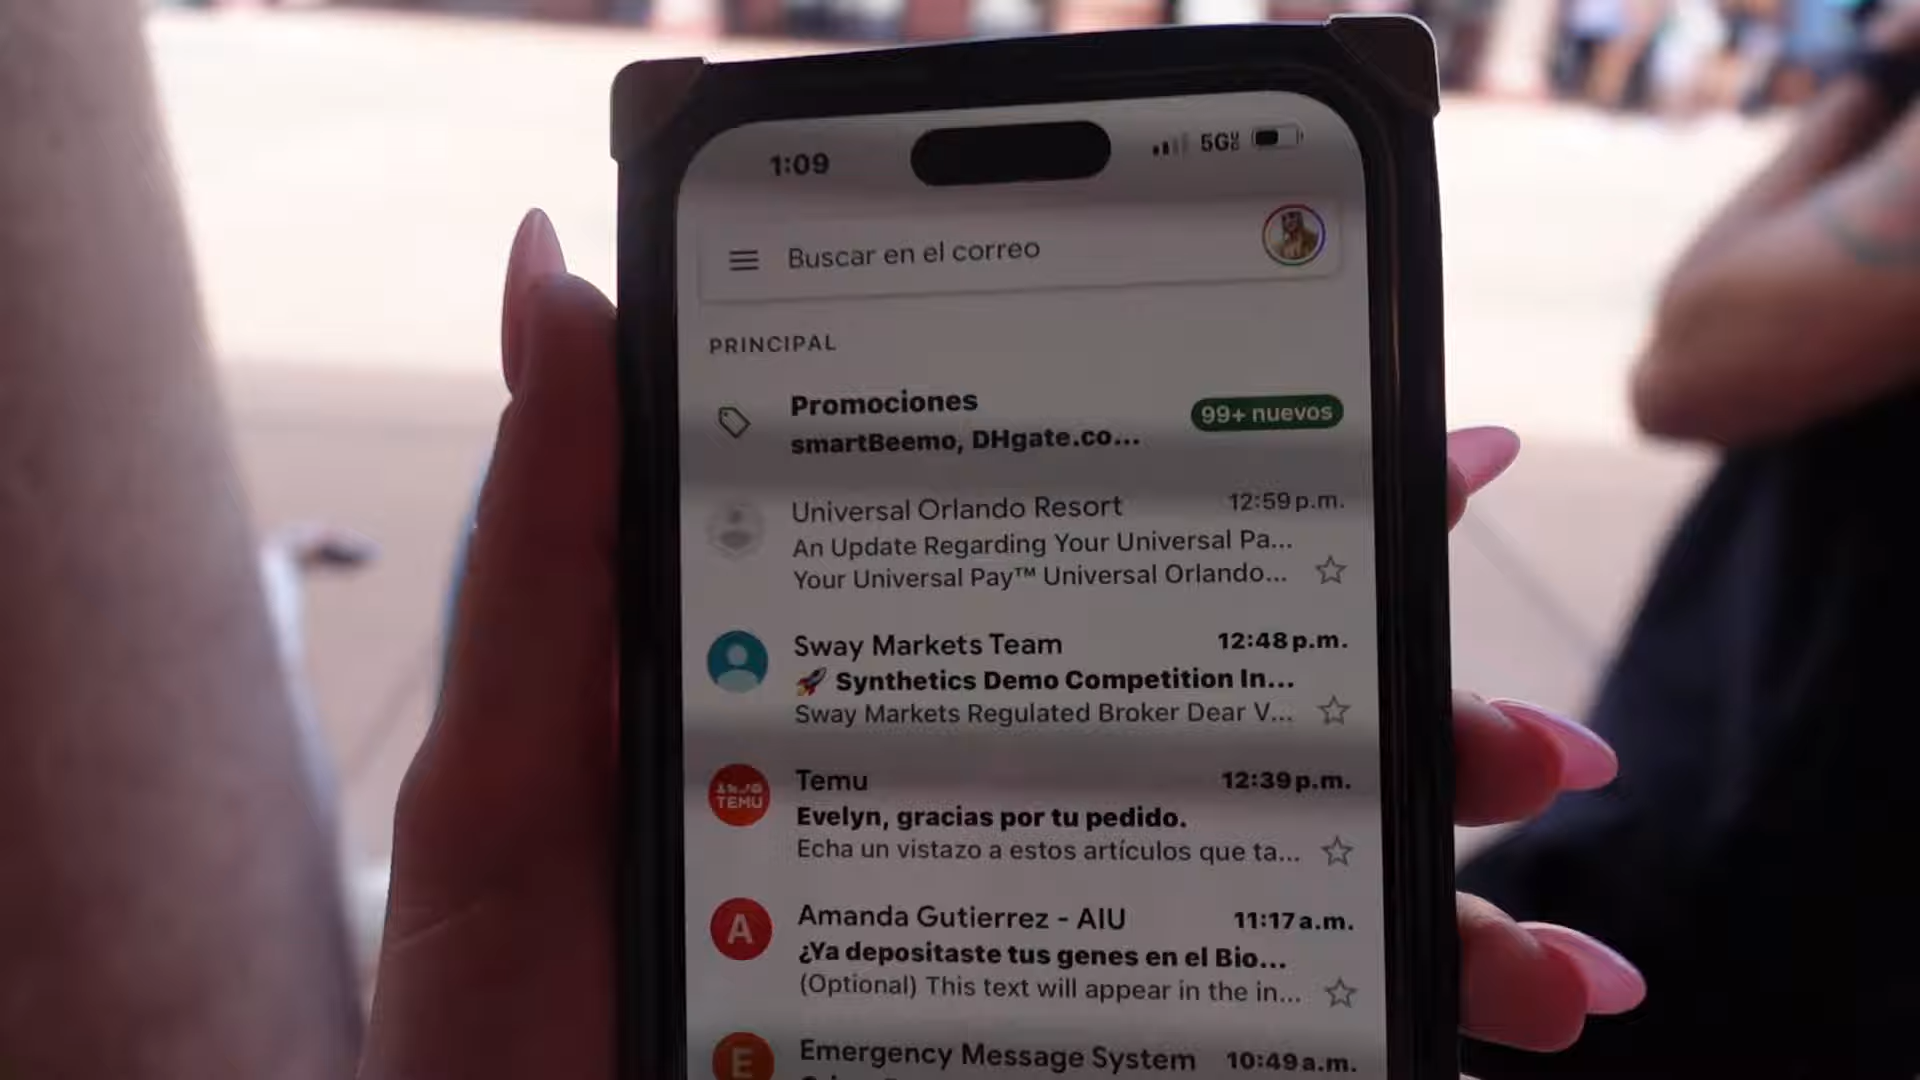 1:09
5G
Buscar en el correo
PRINCIPAL
Promociones
99+ nuevos
smartBeemo, DHgate.co...
Universal Orlando Resort
12:59 p.m.
An Update Regarding Your Universal Pa...
Your Universal Pay™ Universal Orlando...
Sway Markets Team
12:48 p.m.
🚀 Synthetics Demo Competition In...
Sway Markets Regulated Broker Dear V...
Temu
12:39 p.m.
TEMU
Evelyn, gracias por tu pedido.
Echa un vistazo a estos artículos que ta...
A
Amanda Gutierrez - AIU
11:17 a.m.
¿Ya depositaste tus genes en el Bio...
(Optional) This text will appear in the in...
E
Emergency Message System
10:49 a.m.